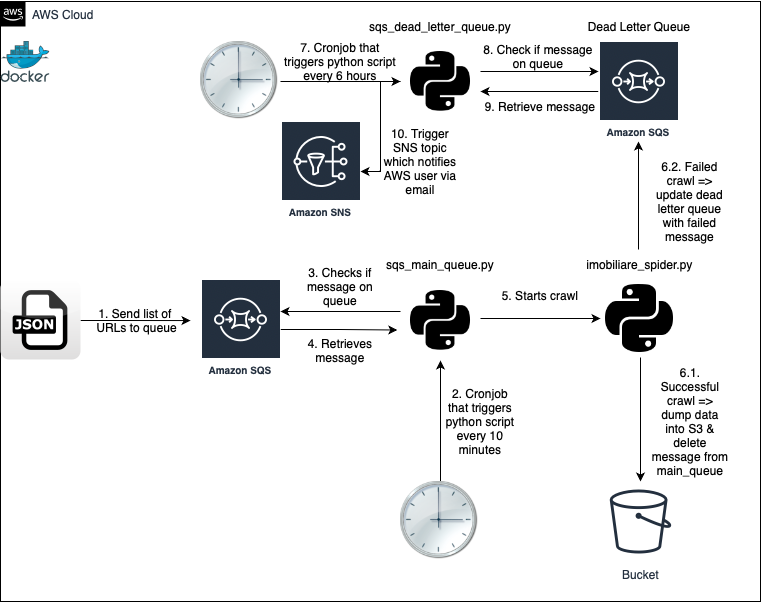 aws
AWS Cloud
docker
sqs_dead_letter_queue.py
Dead Letter Queue
7. Cronjob that
triggers python script
every 6 hours
8. Check if message
on queue
9. Retrieve message
Amazon SQS
10. Trigger
SNS topic
which notifies
AWS user via
email
Amazon SNS
6.2. Failed
crawl =>
update dead
letter queue
with failed
message
sqs_main_queue.py
imobiliare_spider.py
JSON
1. Send list of
URLs to queue
3. Checks if
message on
queue
4. Retrieves
message
5. Starts crawl
Amazon SQS
2. Cronjob
that triggers
python script
every 10
minutes
6.1.
Successful
crawl =>
dump data
into S3 &
delete
message from
main_queue
Bucket